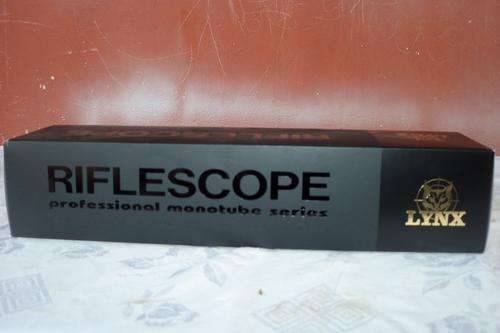 RIFLESCOPE
professional monotube series
LYNX